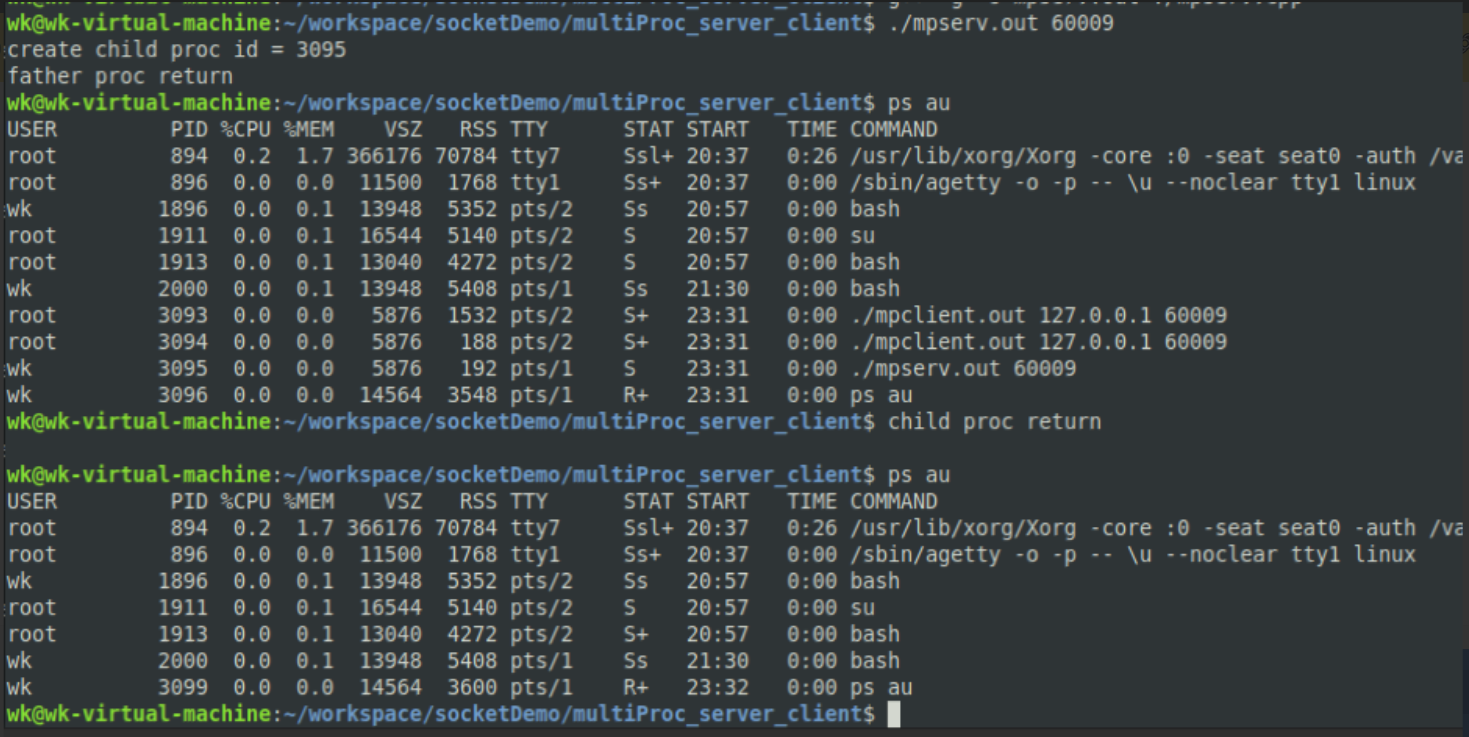 wk@wk-virtual-machine:~/workspace/socketDemo/multiProc_server_client$ ./mpserv.out 60009
create child proc id = 3095
father proc return
wk@wk-virtual-machine:~/workspace/socketDemo/multiProc_server_client$ ps au
USER PID %CPU %MEM VSZ RSS TTY STAT START TIME COMMAND
root 894 0.2 1.7 366176 70784 tty7 Ssl+ 20:37 0:26 /usr/lib/xorg/Xorg -core :0 -seat seat0 -auth /va
root 896 0.0 0.0 11500 1768 tty1 Ss+ 20:37 0:00 /sbin/agetty -o -p -- \u --noclear tty1 linux
wk 1896 0.0 0.1 13948 5352 pts/2 Ss 20:57 0:00 bash
root 1911 0.0 0.1 16544 5140 pts/2 S 20:57 0:00 su
root 1913 0.0 0.1 13040 4272 pts/2 S 20:57 0:00 bash
wk 2000 0.0 0.1 13948 5408 pts/1 Ss 21:30 0:00 bash
root 3093 0.0 0.0 5876 1532 pts/2 S+ 23:31 0:00 ./mpclient.out 127.0.0.1 60009
root 3094 0.0 0.0 5876 188 pts/2 S+ 23:31 0:00 ./mpclient.out 127.0.0.1 60009
wk 3095 0.0 0.0 5876 192 pts/1 S 23:31 0:00 ./mpserv.out 60009
wk 3096 0.0 0.0 14564 3548 pts/1 R+ 23:31 0:00 ps au
wk@wk-virtual-machine:~/workspace/socketDemo/multiProc_server_client$ child proc return
wk@wk-virtual-machine:~/workspace/socketDemo/multiProc_server_client$ ps au
USER PID %CPU %MEM VSZ RSS TTY STAT START TIME COMMAND
root 894 0.2 1.7 366176 70784 tty7 Ssl+ 20:37 0:26 /usr/lib/xorg/Xorg -core :0 -seat seat0 -auth /va
root 896 0.0 0.0 11500 1768 tty1 Ss+ 20:37 0:00 /sbin/agetty -o -p -- \u --noclear tty1 linux
wk 1896 0.0 0.1 13948 5352 pts/2 Ss 20:57 0:00 bash
root 1911 0.0 0.1 16544 5140 pts/2 S 20:57 0:00 su
root 1913 0.0 0.1 13040 4272 pts/2 S+ 20:57 0:00 bash
wk 2000 0.0 0.1 13948 5408 pts/1 Ss 21:30 0:00 bash
wk 3099 0.0 0.0 14564 3600 pts/1 R+ 23:32 0:00 ps au
wk@wk-virtual-machine:~/workspace/socketDemo/multiProc_server_client$